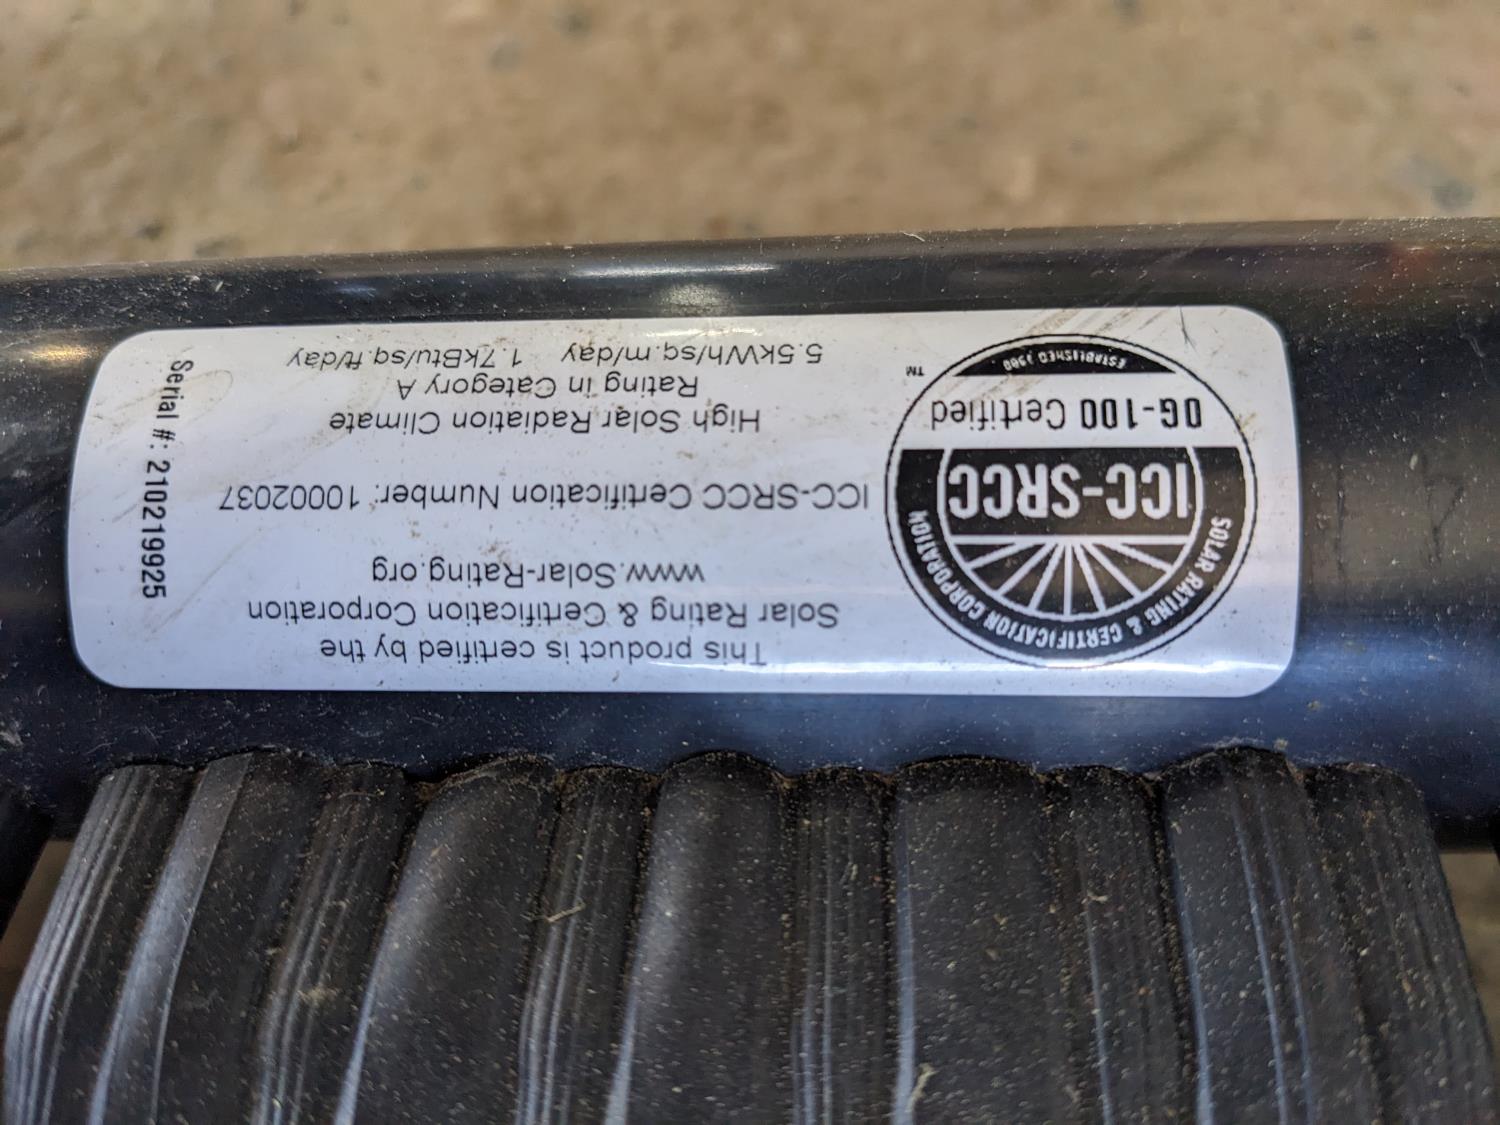 SOLAR RATING & CERTIFICATION CORPORATION
ICC-SRCC
OG-100 Certified
ESTABLISHED 1980
™
This product is certified by the
Solar Rating & Certification Corporation
www.Solar-Rating.org
ICC-SRCC Certification Number: 10002037
High Solar Radiation Climate
Rating in Category A
5.5kWh/sq.m/day 1.7kBtu/sq.ft/day
Serial #: 210219925